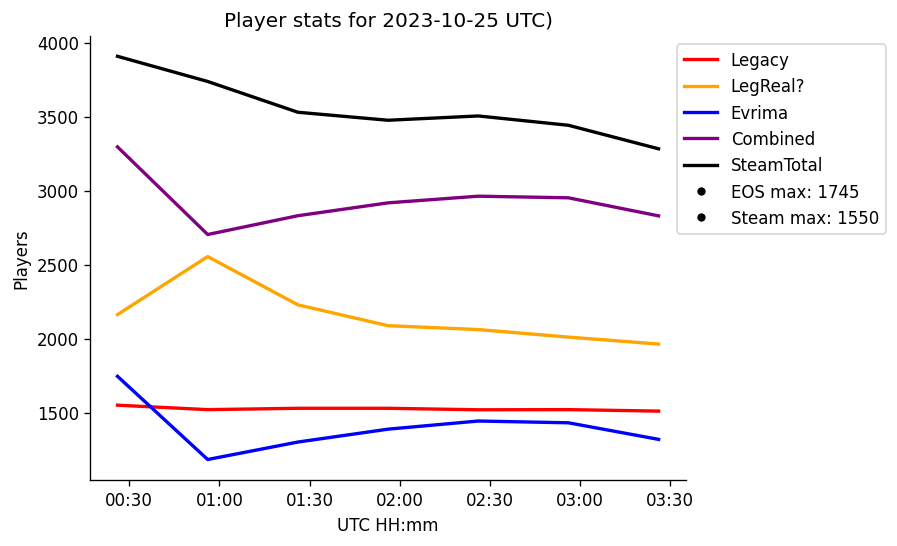 Player stats for 2023-10-25 UTC)
4000
3500
3000
2500
2000
1500
Players
00:30 01:00 01:30 02:00 02:30 03:00 03:30
UTC HH:mm
Legacy
LegReal?
Evrima
Combined
SteamTotal
EOS max: 1745
Steam max: 1550